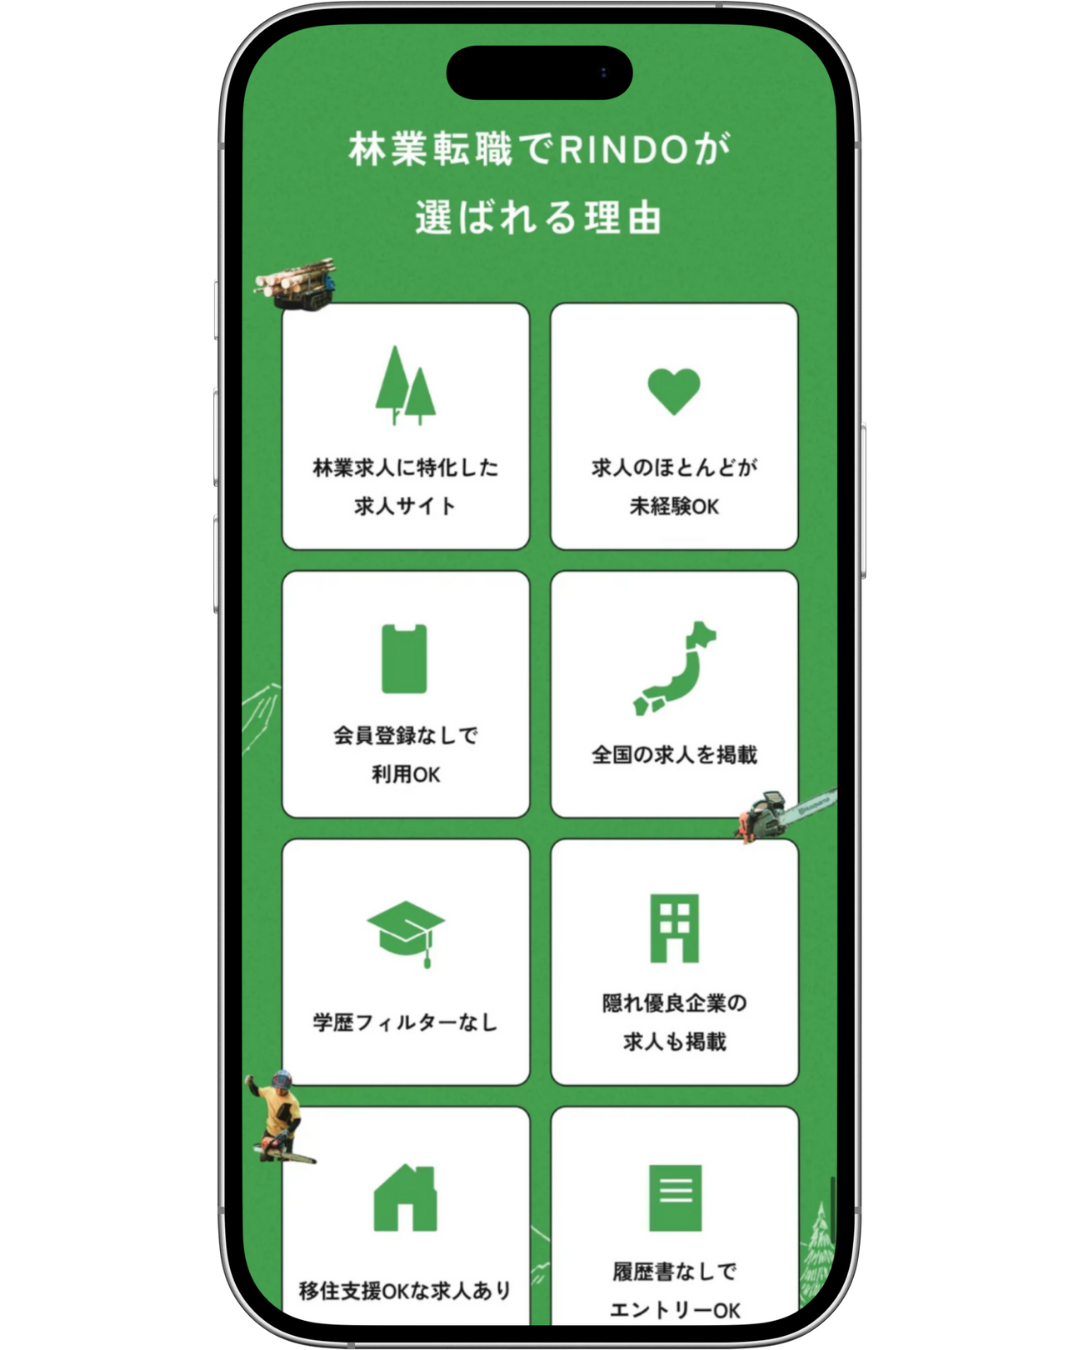 林業転職でRINDOが
選ばれる理由
林業求人に特化した
求人サイト
求人のほとんどが
未経験OK
会員登録なしで
利用OK
全国の求人を掲載
学歴フィルターなし
隠れ優良企業の
求人も掲載
移住支援OKな求人あり
履歴書なしで
エントリーOK